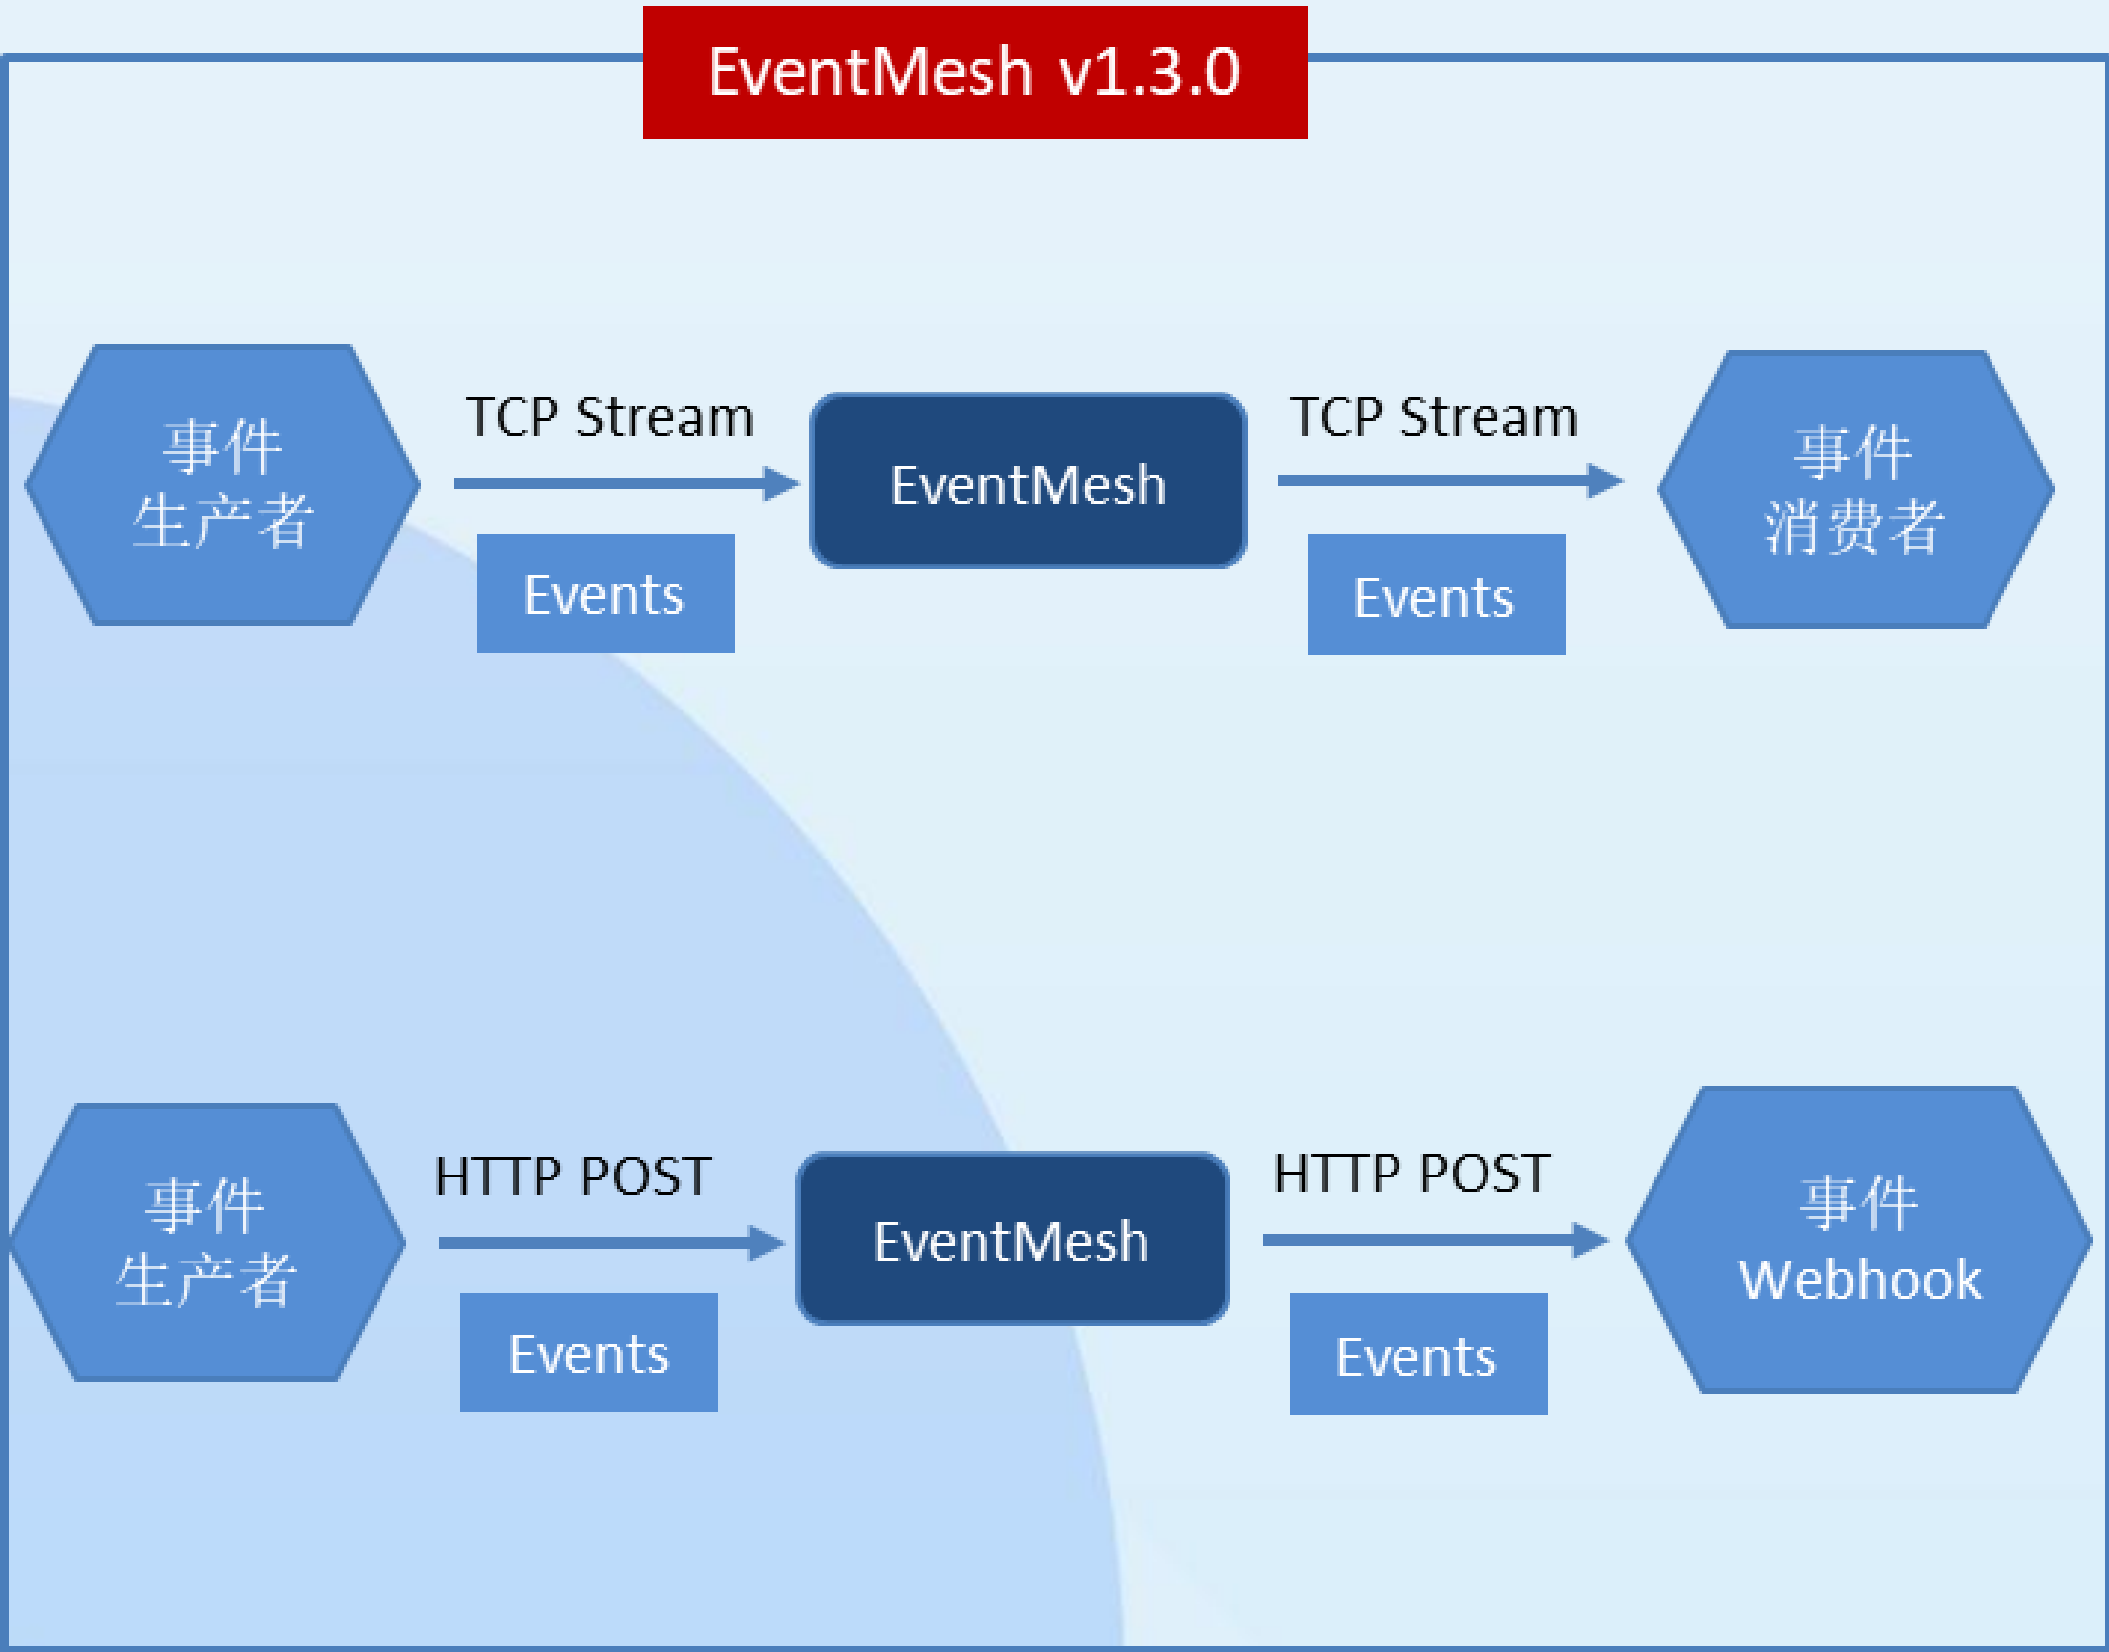 EventMesh v1.3.0
事件
生产者
TCP Stream
Events
EventMesh
TCP Stream
Events
事件
消费者
事件
生产者
HTTP POST
Events
EventMesh
HTTP POST
Events
事件
Webhook